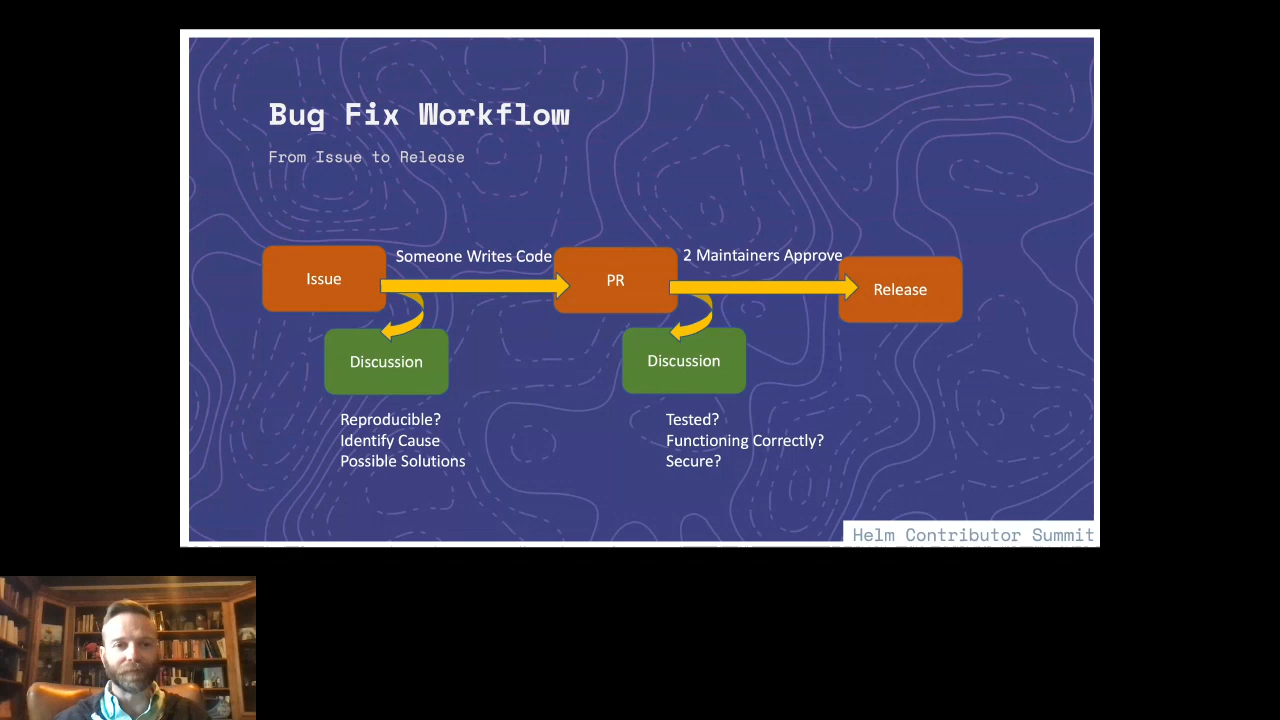 Bug Fix Workflow
From Issue to Release
Issue
Someone Writes Code
PR
2 Maintainers Approve
Release
Discussion
Discussion
Reproducible?
Identify Cause
Possible Solutions
Tested?
Functioning Correctly?
Secure?
Helm Contributor Summit